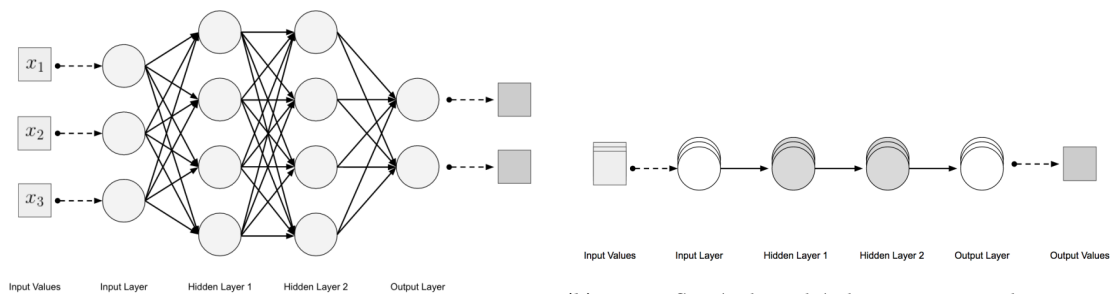 x1
x2
x3
Input Values Input Layer Hidden Layer 1 Hidden Layer 2 Output Layer
Input Values Input Layer Hidden Layer 1 Hidden Layer 2 Output Layer Output Values